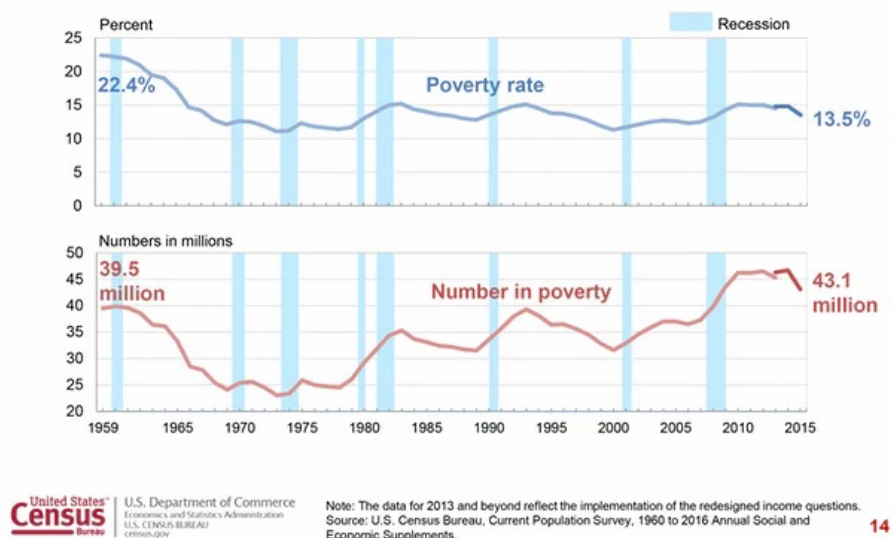 Percent
Recession
25
20
15
10
5
0
22.4%
Poverty rate
13.5%
Numbers in millions
50
45
40
35
30
25
20
39.5
million
Number in poverty
43.1
million
1959 1965 1970 1975 1980 1985 1990 1995 2000 2005 2010 2015
United States™
Census
Bureau
U.S. Department of Commerce
Economics and Statistics Administration
U.S. CENSUS BUREAU
census.gov
Note: The data for 2013 and beyond reflect the implementation of the redesigned income questions.
Source: U.S. Census Bureau, Current Population Survey, 1960 to 2016 Annual Social and
Economic Supplements.
14